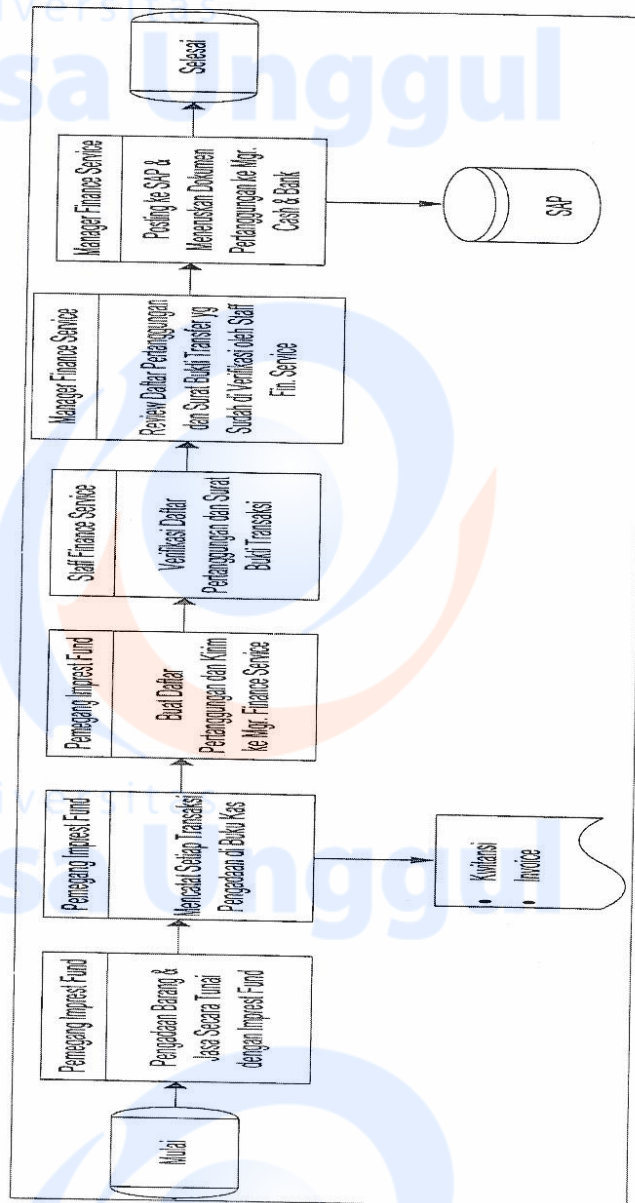 Mulai
Pemegang Imprest Fund
Pengadaan Barang &
Jasa Secara Tunai
dengan Imprest Fund
Pemegang Imprest Fund
Mencatat Setiap Transaksi
Pengadaan di Buku Kas
• Kwitansi
• Invoice
Pemegang Imprest Fund
Buat Daftar
Pertanggungan dan Kirim
ke Mgr. Finance Service
Staff Finance Service
Verifikasi Daftar
Pertanggungan dan Surat
Bukti Transaksi
Manager Finance Service
Review Daftar Pertanggungan
dan Surat Bukti Transfer yg
Sudah di Verifikasi oleh Staff
Fin. Service
Manager Finance Service
Posting ke SAP &
Meneruskan Dokumen
Pertanggungan ke Mgr.
Cash & Bank
SAP
Selesai
Unggul
Unggul